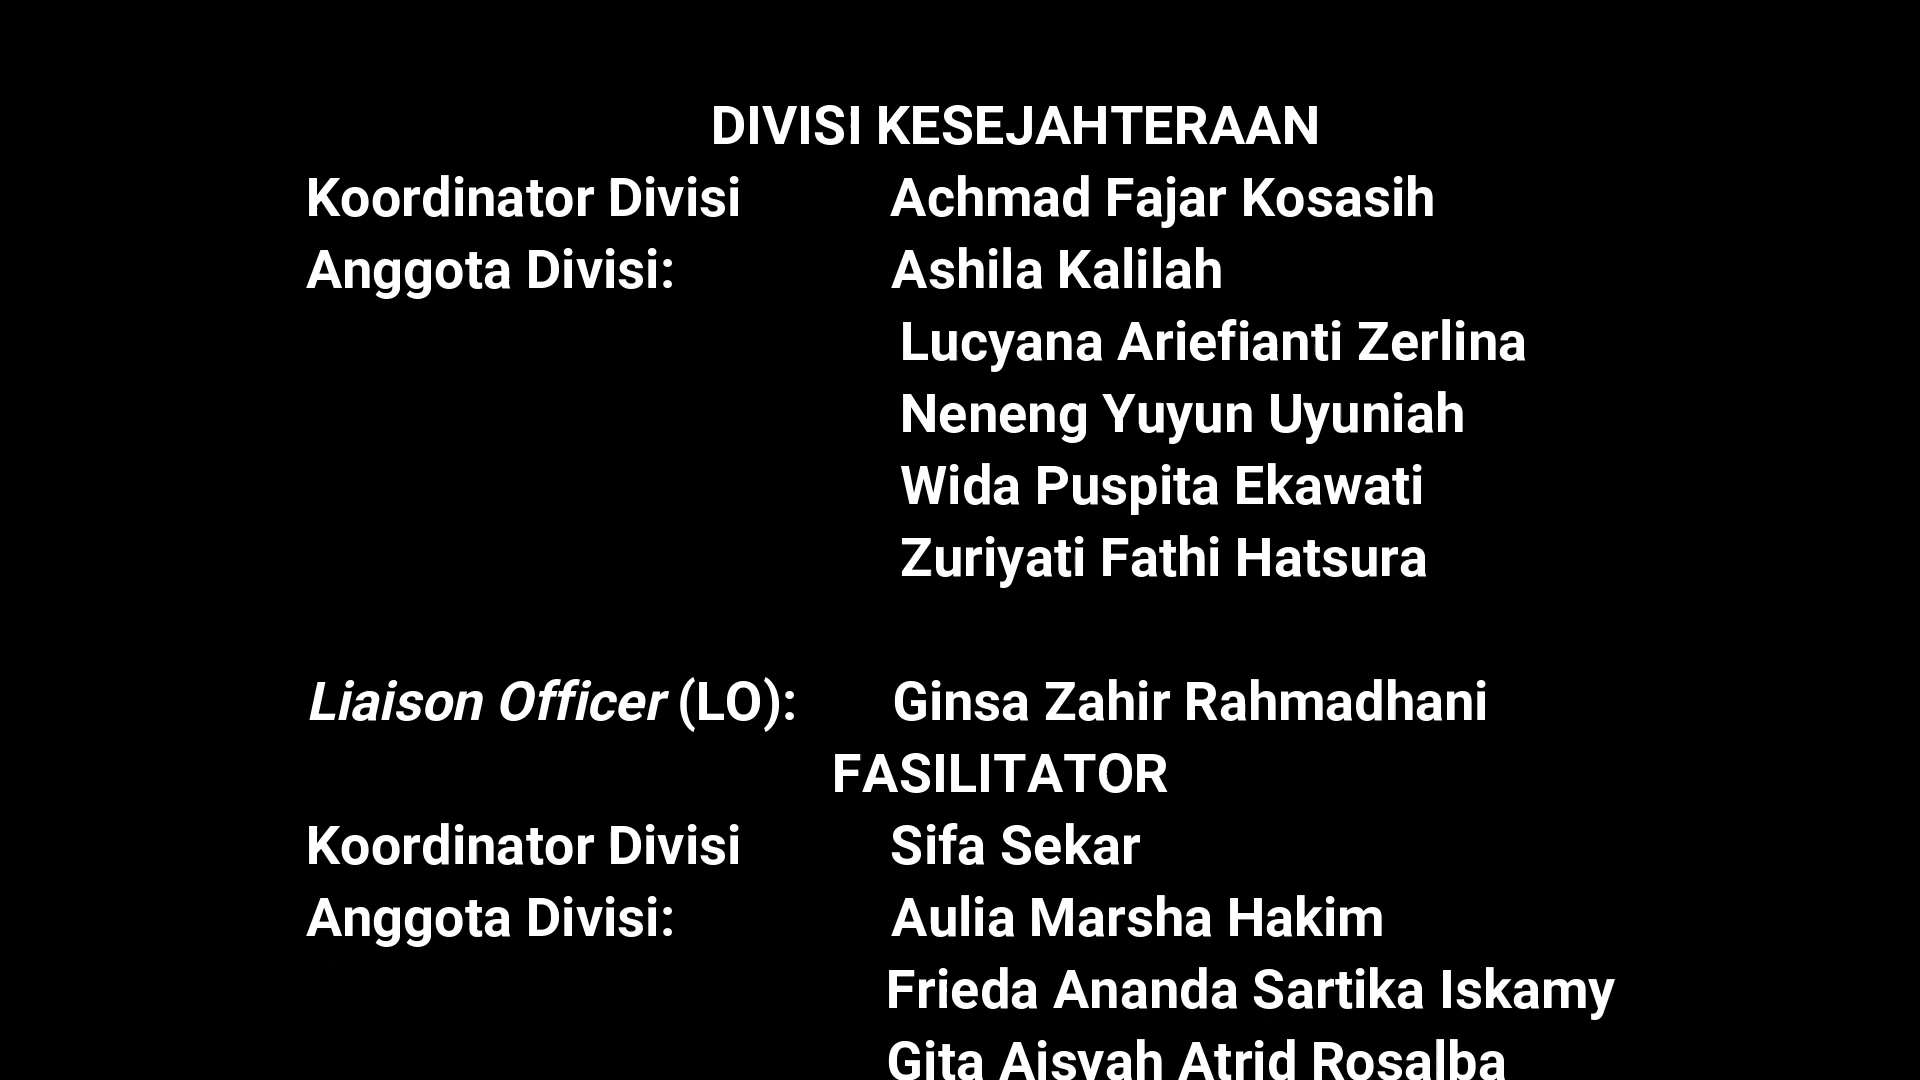 DIVISI KESEJAHTERAAN
Koordinator Divisi Achmad Fajar Kosasih
Anggota Divisi: Ashila Kalilah
Lucyana Ariefianti Zerlina
Neneng Yuyun Uyuniah
Wida Puspita Ekawati
Zuriyati Fathi Hatsura
Liaison Officer (LO): Ginsa Zahir Rahmadhani
FASILITATOR
Koordinator Divisi Sifa Sekar
Anggota Divisi: Aulia Marsha Hakim
Frieda Ananda Sartika Iskamy
Gita Aisyah Atrid Rosalba